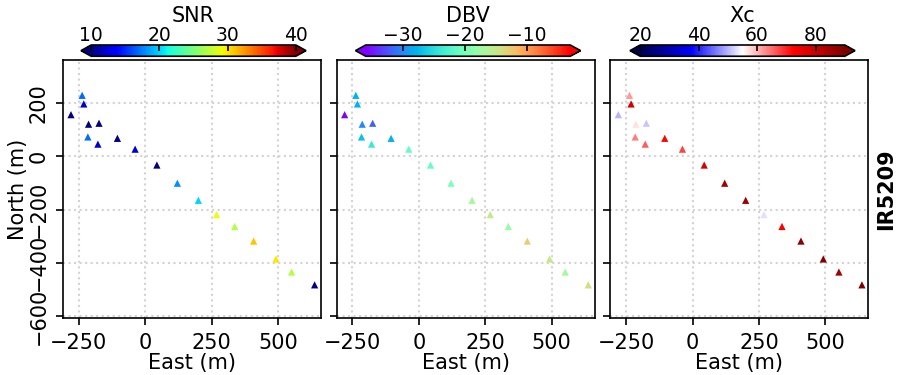 SNR DBV Xc
10 20 30 40 −30 −20 −10 20 40 60 80
North (m)
200
0
−200
−400
−600
−250 0 250 500 −250 0 250 500 −250 0 250 500
East (m) East (m) East (m)
IR5209